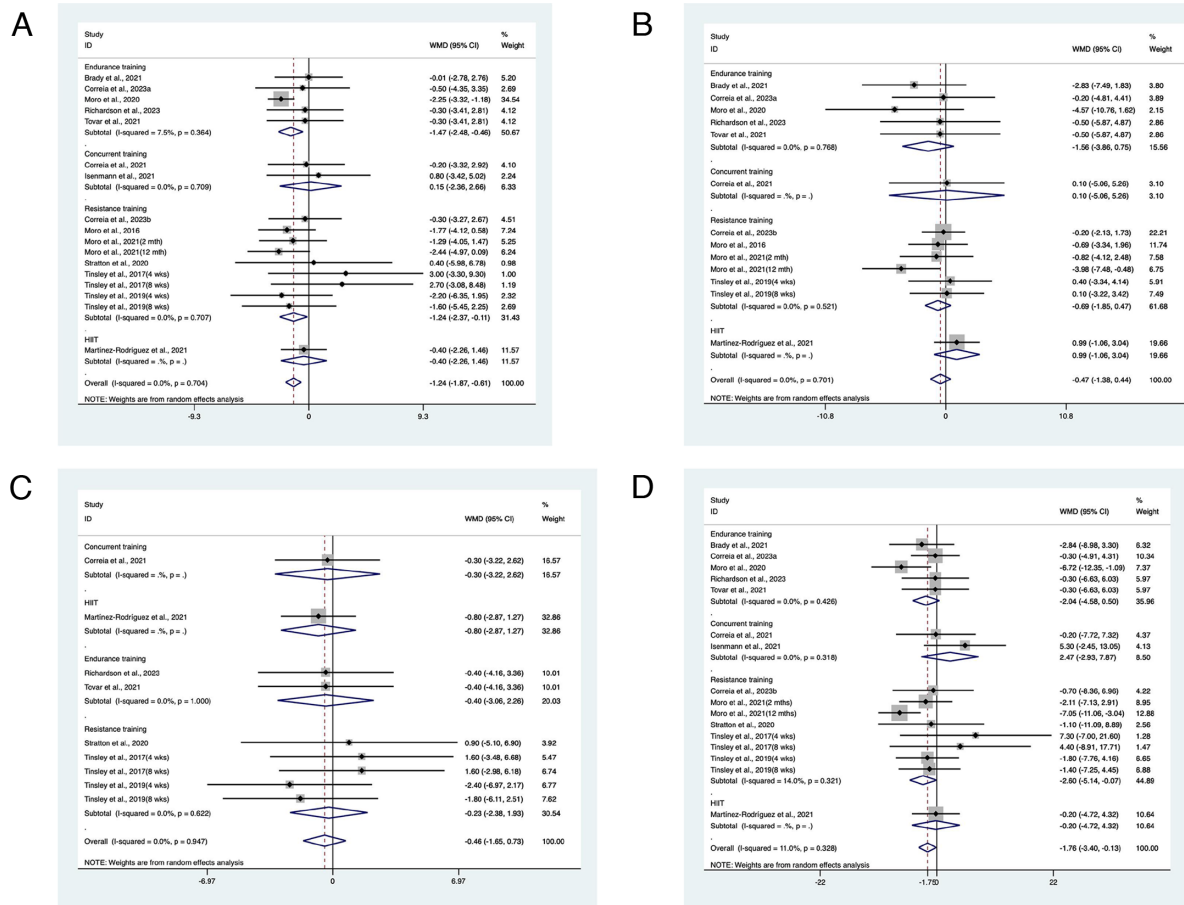 A
Study %
ID WMD (95% CI) Weight
Endurance training
Brady et al., 2021 -0.01 (-2.78, 2.76) 5.20
Correia et al., 2023a -0.50 (-4.35, 3.35) 2.69
Moro et al., 2020 -2.25 (-3.32, -1.18) 34.54
Richardson et al., 2023 -0.30 (-3.41, 2.81) 4.12
Tovar et al., 2021 -0.30 (-3.41, 2.81) 4.12
Subtotal (I-squared = 7.5%, p = 0.364) -1.47 (-2.48, -0.46) 50.67
.
Concurrent training
Correia et al., 2021 -0.20 (-3.32, 2.92) 4.10
Isenmann et al., 2021 0.80 (-3.42, 5.02) 2.24
Subtotal (I-squared = 0.0%, p = 0.709) 0.15 (-2.36, 2.66) 6.33
.
Resistance training
Correia et al., 2023b -0.30 (-3.27, 2.67) 4.51
Moro et al., 2016 -1.77 (-4.12, 0.58) 7.24
Moro et al., 2021(2 mth) -1.29 (-4.05, 1.47) 5.25
Moro et al., 2021(12 mth) -2.44 (-4.97, 0.09) 6.24
Stratton et al., 2020 0.40 (-5.98, 6.78) 0.98
Tinsley et al., 2017(4 wks) 3.00 (-3.30, 9.30) 1.00
Tinsley et al., 2017(8 wks) 2.70 (-3.08, 8.48) 1.19
Tinsley et al., 2019(4 wks) -2.20 (-6.35, 1.95) 2.32
Tinsley et al., 2019(8 wks) -1.60 (-5.45, 2.25) 2.69
Subtotal (I-squared = 0.0%, p = 0.707) -1.24 (-2.37, -0.11) 31.43
.
HIIT
Martinez-Rodriguez et al., 2021 -0.40 (-2.26, 1.46) 11.57
Subtotal (I-squared = .%, p = .) -0.40 (-2.26, 1.46) 11.57
.
Overall (I-squared = 0.0%, p = 0.704) -1.24 (-1.87, -0.61) 100.00
NOTE: Weights are from random effects analysis
-9.3 0 9.3
B
Study %
ID WMD (95% CI) Weight
Endurance training
Brady et al., 2021 -2.83 (-7.49, 1.83) 3.80
Correia et al., 2023a -0.20 (-4.81, 4.41) 3.89
Moro et al., 2020 -4.57 (-10.76, 1.62) 2.15
Richardson et al., 2023 -0.50 (-5.87, 4.87) 2.86
Tovar et al., 2021 -0.50 (-5.87, 4.87) 2.86
Subtotal (I-squared = 0.0%, p = 0.768) -1.56 (-3.86, 0.75) 15.56
.
Concurrent training
Correia et al., 2021 0.10 (-5.06, 5.26) 3.10
Subtotal (I-squared = .%, p = .) 0.10 (-5.06, 5.26) 3.10
.
Resistance training
Correia et al., 2023b -0.20 (-2.13, 1.73) 22.21
Moro et al., 2016 -0.69 (-3.34, 1.96) 11.74
Moro et al., 2021(2 mth) -0.82 (-4.12, 2.48) 7.58
Moro et al., 2021(12 mth) -3.98 (-7.48, -0.48) 6.75
Tinsley et al., 2019(4 wks) 0.40 (-3.34, 4.14) 5.91
Tinsley et al., 2019(8 wks) 0.10 (-3.22, 3.42) 7.49
Subtotal (I-squared = 0.0%, p = 0.521) -0.69 (-1.85, 0.47) 61.68
.
HIIT
Martinez-Rodriguez et al., 2021 0.99 (-1.06, 3.04) 19.66
Subtotal (I-squared = .%, p = .) 0.99 (-1.06, 3.04) 19.66
.
Overall (I-squared = 0.0%, p = 0.701) -0.47 (-1.38, 0.44) 100.00
NOTE: Weights are from random effects analysis
-10.8 0 10.8
C
Study %
ID WMD (95% CI) Weight
Concurrent training
Correia et al., 2021 -0.30 (-3.22, 2.62) 16.57
Subtotal (I-squared = .%, p = .) -0.30 (-3.22, 2.62) 16.57
.
HIIT
Martinez-Rodriguez et al., 2021 -0.80 (-2.87, 1.27) 32.86
Subtotal (I-squared = .%, p = .) -0.80 (-2.87, 1.27) 32.86
.
Endurance training
Richardson et al., 2023 -0.40 (-4.16, 3.36) 10.01
Tovar et al., 2021 -0.40 (-4.16, 3.36) 10.01
Subtotal (I-squared = 0.0%, p = 1.000) -0.40 (-3.06, 2.26) 20.03
.
Resistance training
Stratton et al., 2020 0.90 (-5.10, 6.90) 3.92
Tinsley et al., 2017(4 wks) 1.60 (-3.48, 6.68) 5.47
Tinsley et al., 2017(8 wks) 1.60 (-2.98, 6.18) 6.74
Tinsley et al., 2019(4 wks) -2.40 (-6.97, 2.17) 6.77
Tinsley et al., 2019(8 wks) -1.80 (-6.11, 2.51) 7.62
Subtotal (I-squared = 0.0%, p = 0.622) -0.23 (-2.38, 1.93) 30.54
.
Overall (I-squared = 0.0%, p = 0.947) -0.46 (-1.65, 0.73) 100.00
NOTE: Weights are from random effects analysis
-6.97 0 6.97
D
Study %
ID WMD (95% CI) Weight
Endurance training
Brady et al., 2021 -2.84 (-8.98, 3.30) 6.32
Correia et al., 2023a -0.30 (-4.91, 4.31) 10.34
Moro et al., 2020 -6.72 (-12.35, -1.09) 7.37
Richardson et al., 2023 -0.30 (-6.63, 6.03) 5.97
Tovar et al., 2021 -0.30 (-6.63, 6.03) 5.97
Subtotal (I-squared = 0.0%, p = 0.426) -2.04 (-4.58, 0.50) 35.96
.
Concurrent training
Correia et al., 2021 -0.20 (-7.72, 7.32) 4.37
Isenmann et al., 2021 5.30 (-2.45, 13.05) 4.13
Subtotal (I-squared = 0.0%, p = 0.318) 2.47 (-2.93, 7.87) 8.50
.
Resistance training
Correia et al., 2023b -0.70 (-8.36, 6.96) 4.22
Moro et al., 2021(2 mths) -2.11 (-7.13, 2.91) 8.95
Moro et al., 2021(12 mths) -7.05 (-11.06, -3.04) 12.86
Stratton et al., 2020 -1.10 (-11.09, 8.89) 2.56
Tinsley et al., 2017(4 wks) 7.30 (-7.00, 21.60) 1.28
Tinsley et al., 2017(8 wks) 4.40 (-8.91, 17.71) 1.47
Tinsley et al., 2019(4 wks) -1.80 (-7.76, 4.16) 6.65
Tinsley et al., 2019(8 wks) -1.40 (-7.25, 4.45) 6.88
Subtotal (I-squared = 14.0%, p = 0.321) -2.60 (-5.14, -0.07) 44.89
.
HIIT
Martinez-Rodriguez et al., 2021 -0.20 (-4.72, 4.32) 10.64
Subtotal (I-squared = .%, p = .) -0.20 (-4.72, 4.32) 10.64
.
Overall (I-squared = 11.0%, p = 0.328) -1.76 (-3.40, -0.13) 100.00
NOTE: Weights are from random effects analysis
-22 -1.75 0 22